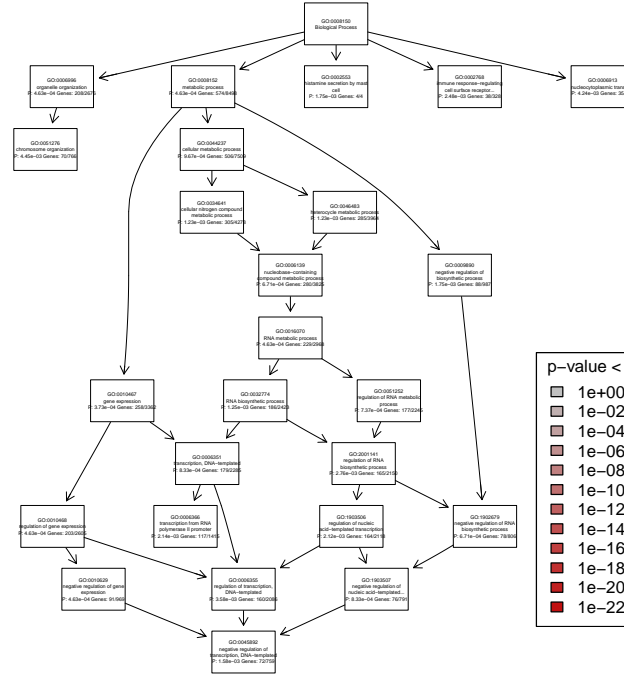 GO:0008150
Biological Process
GO:0006996
organelle organization
P: 4.63e−04 Genes: 208/2675
GO:0008152
metabolic process
P: 4.63e−04 Genes: 574/8498
GO:0002553
histamine secretion by mast
cell
P: 1.75e−03 Genes: 4/4
GO:0002768
immune response−regulating
cell surface receptor...
P: 2.48e−03 Genes: 38/328
GO:0006913
nucleocytoplasmic trans
P: 4.24e−03 Genes: 35
GO:0051276
chromosome organization
P: 4.45e−03 Genes: 70/766
GO:0044237
cellular metabolic process
P: 9.67e−04 Genes: 506/7509
GO:0034641
cellular nitrogen compound
metabolic process
P: 1.23e−03 Genes: 305/4278
GO:0046483
heterocycle metabolic process
P: 1.23e−03 Genes: 285/3964
GO:0006139
nucleobase−containing
compound metabolic process
P: 6.71e−04 Genes: 280/3825
GO:0009890
negative regulation of
biosynthetic process
P: 1.75e−03 Genes: 88/987
GO:0016070
RNA metabolic process
P: 4.63e−04 Genes: 229/2968
GO:0010467
gene expression
P: 3.73e−04 Genes: 258/3362
GO:0032774
RNA biosynthetic process
P: 1.25e−03 Genes: 186/2423
GO:0051252
regulation of RNA metabolic
process
P: 7.37e−04 Genes: 177/2245
GO:0006351
transcription, DNA−templated
P: 8.33e−04 Genes: 179/2285
GO:2001141
regulation of RNA
biosynthetic process
P: 2.76e−03 Genes: 165/2150
GO:0010468
regulation of gene expression
P: 4.63e−04 Genes: 203/2605
GO:0006366
transcription from RNA
polymerase II promoter
P: 2.14e−03 Genes: 117/1415
GO:1903506
regulation of nucleic
acid−templated transcription
P: 2.12e−03 Genes: 164/2118
GO:1902679
negative regulation of RNA
biosynthetic process
P: 6.71e−04 Genes: 78/806
GO:0010629
negative regulation of gene
expression
P: 4.63e−04 Genes: 91/969
GO:0006355
regulation of transcription,
DNA−templated
P: 3.58e−03 Genes: 160/2086
GO:1903507
negative regulation of
nucleic acid−templated...
P: 8.33e−04 Genes: 76/791
GO:0045892
negative regulation of
transcription, DNA−templated
P: 1.58e−03 Genes: 72/759
p−value <
1e+00
1e−02
1e−04
1e−06
1e−08
1e−10
1e−12
1e−14
1e−16
1e−18
1e−20
1e−22